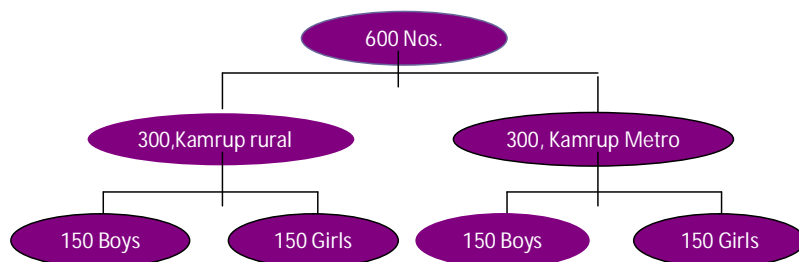 600 Nos.
300,Kamrup rural
300, Kamrup Metro
150 Boys
150 Girls
150 Boys
150 Girls